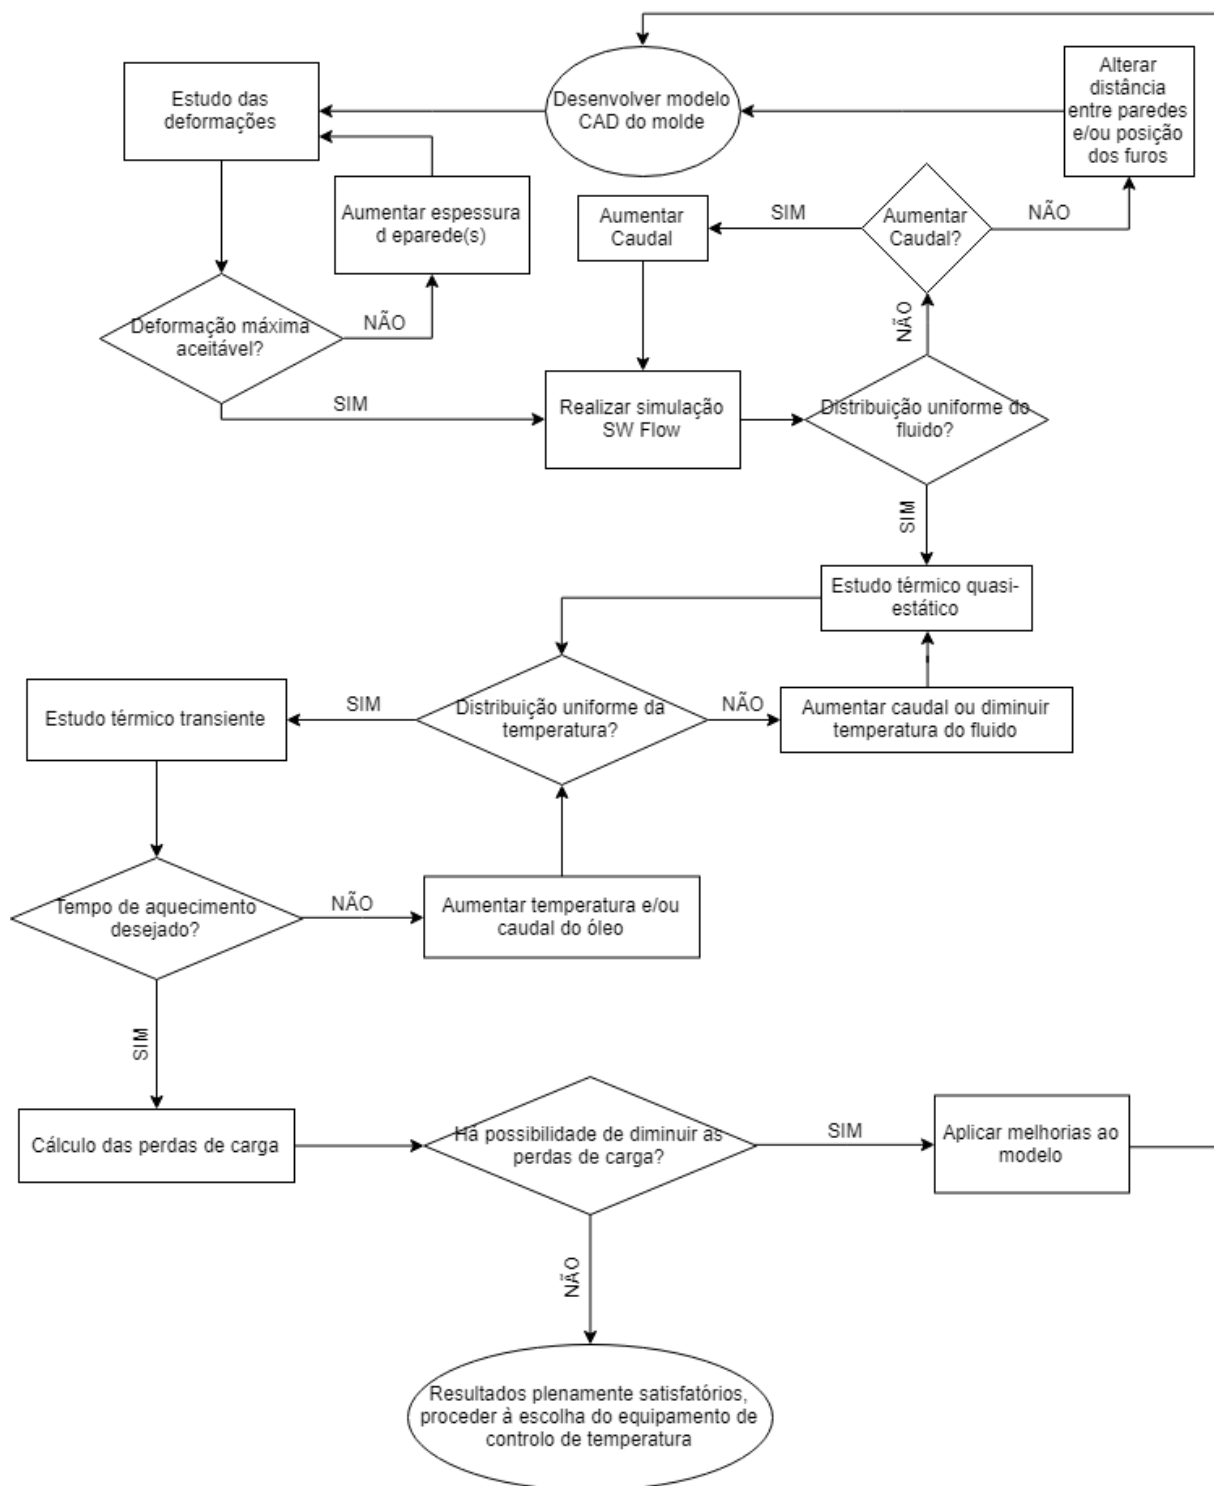 Desenvolver modelo
CAD do molde
Alterar
distância
entre paredes
e/ou posição
dos furos
Estudo das
deformações
Aumentar espessura
d eparede(s)
Aumentar
Caudal
SIM
Aumentar
Caudal?
NÃO
Deformação máxima
aceitável?
NÃO
NÃO
SIM
Realizar simulação
SW Flow
Distribuição uniforme do
fluido?
SIM
Estudo térmico quasi-
estático
Estudo térmico transiente
SIM
Distribuição uniforme da
temperatura?
NÃO
Aumentar caudal ou diminuir
temperatura do fluido
Tempo de aquecimento
desejado?
NÃO
Aumentar temperatura e/ou
caudal do óleo
SIM
Cálculo das perdas de carga
Há possibilidade de diminuir as
perdas de carga?
SIM
Aplicar melhorias ao
modelo
NÃO
Resultados plenamente satisfatórios,
proceder à escolha do equipamento de
controlo de temperatura